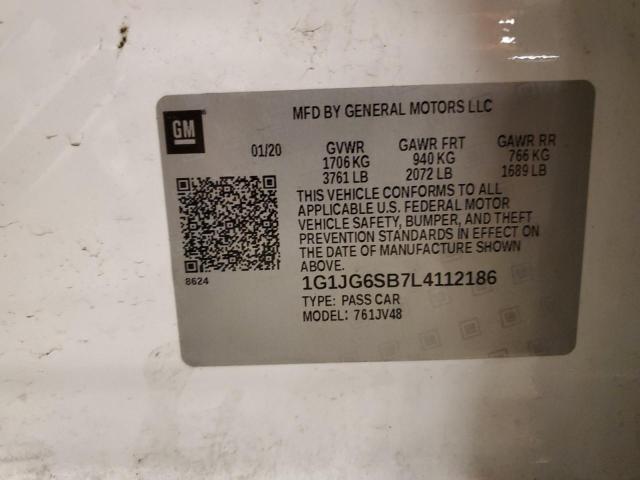 GM
MFD BY GENERAL MOTORS LLC
01/20
GVWR
1706 KG
3761 LB
GAWR FRT
940 KG
2072 LB
GAWR RR
766 KG
1689 LB
THIS VEHICLE CONFORMS TO ALL
APPLICABLE U.S. FEDERAL MOTOR
VEHICLE SAFETY, BUMPER, AND THEFT
PREVENTION STANDARDS IN EFFECT ON
THE DATE OF MANUFACTURE SHOWN
ABOVE.
8624
1G1JG6SB7L4112186
TYPE: PASS CAR
MODEL: 761JV48